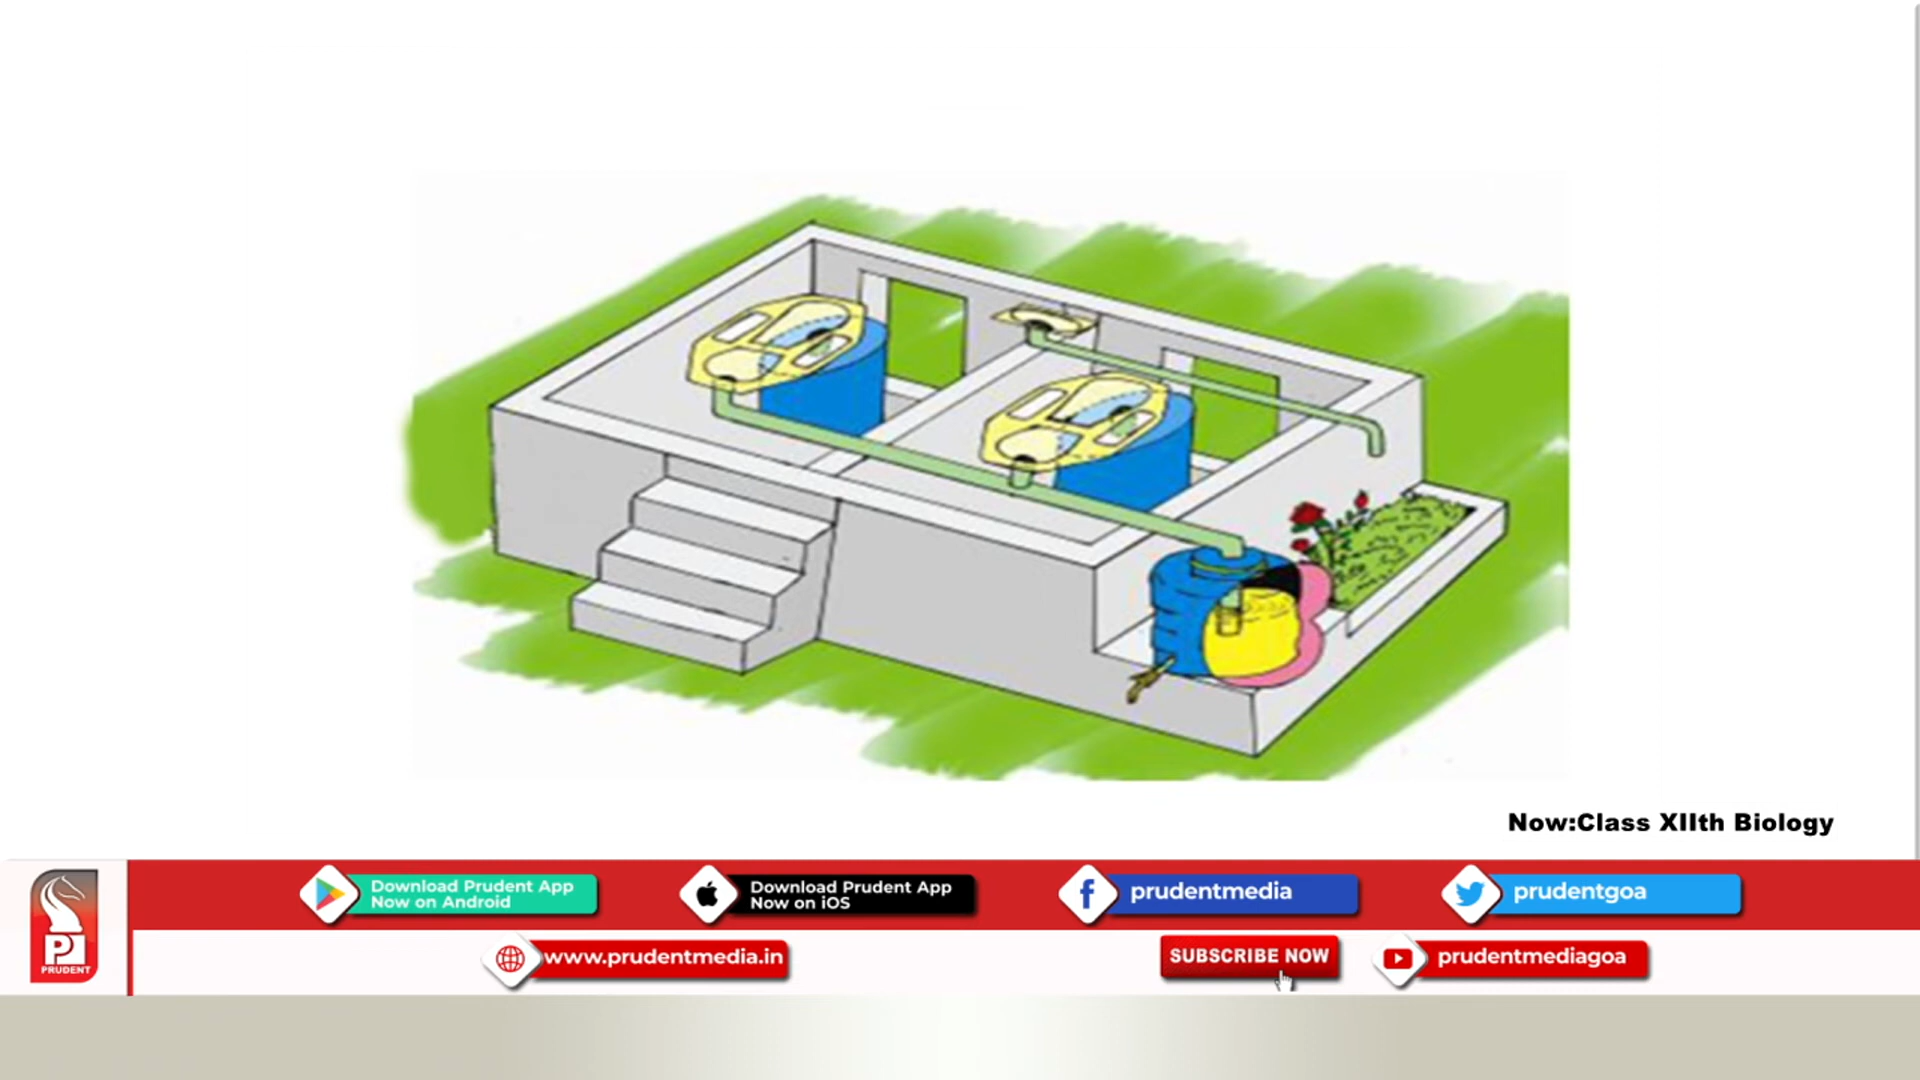 Now:Class XIIth Biology
Download Prudent App
Now on Android
Download Prudent App
Now on iOS
prudentmedia
prudentgoa
PRUDENT
www.prudentmedia.in
SUBSCRIBE NOW
prudentmediagoa